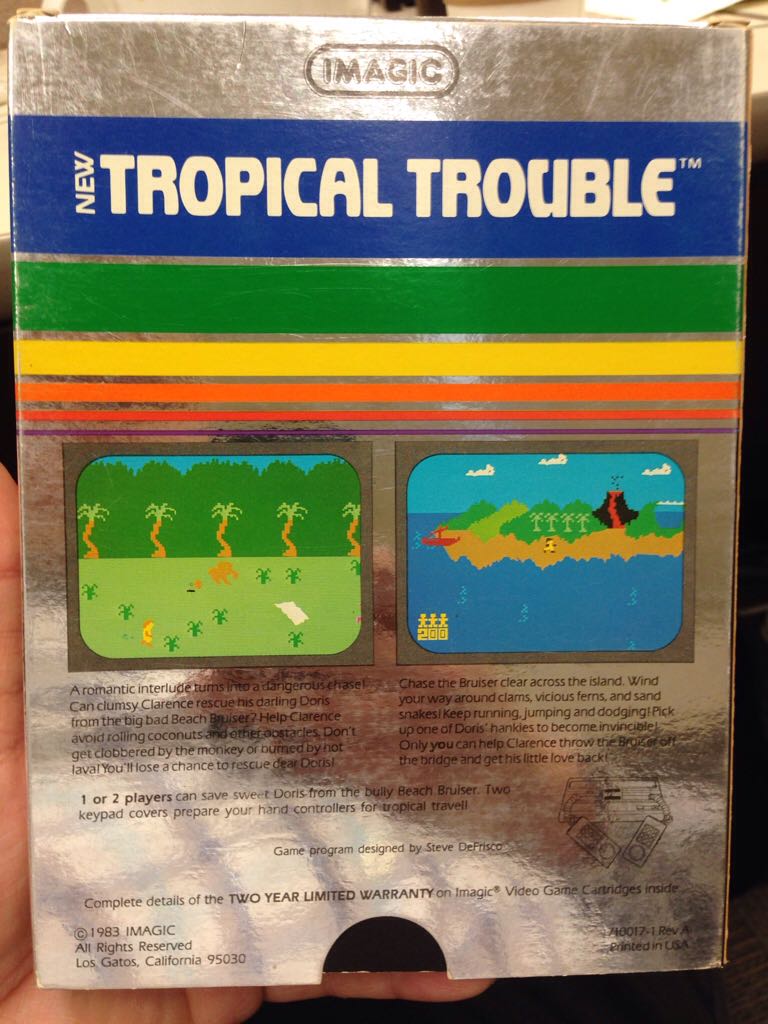 IMAGIC
NEW TROPICAL TROUBLE™
200
A romantic interlude turns into a dangerous chase!
Can clumsy Clarence rescue his darling Doris
from the big bad Beach Bruiser? Help Clarence
avoid rolling coconuts and other obstacles. Don't
get clobbered by the monkey or burned by hot
lava! You'll lose a chance to rescue dear Doris!
Chase the Bruiser clear across the island. Wind
your way around clams, vicious ferns, and sand
snakes! Keep running, jumping and dodging! Pick
up one of Doris' hankies to become invincible!
Only you can help Clarence throw the Bruiser off
the bridge and get his little love back!
1 or 2 players can save sweet Doris from the bully Beach Bruiser. Two
keypad covers prepare your hand controllers for tropical travel!
Game program designed by Steve DeFrisco
Complete details of the TWO YEAR LIMITED WARRANTY on Imagic® Video Game Cartridges inside
© 1983 IMAGIC
All Rights Reserved
Los Gatos, California 95030
710017-1 Rev A
Printed in USA